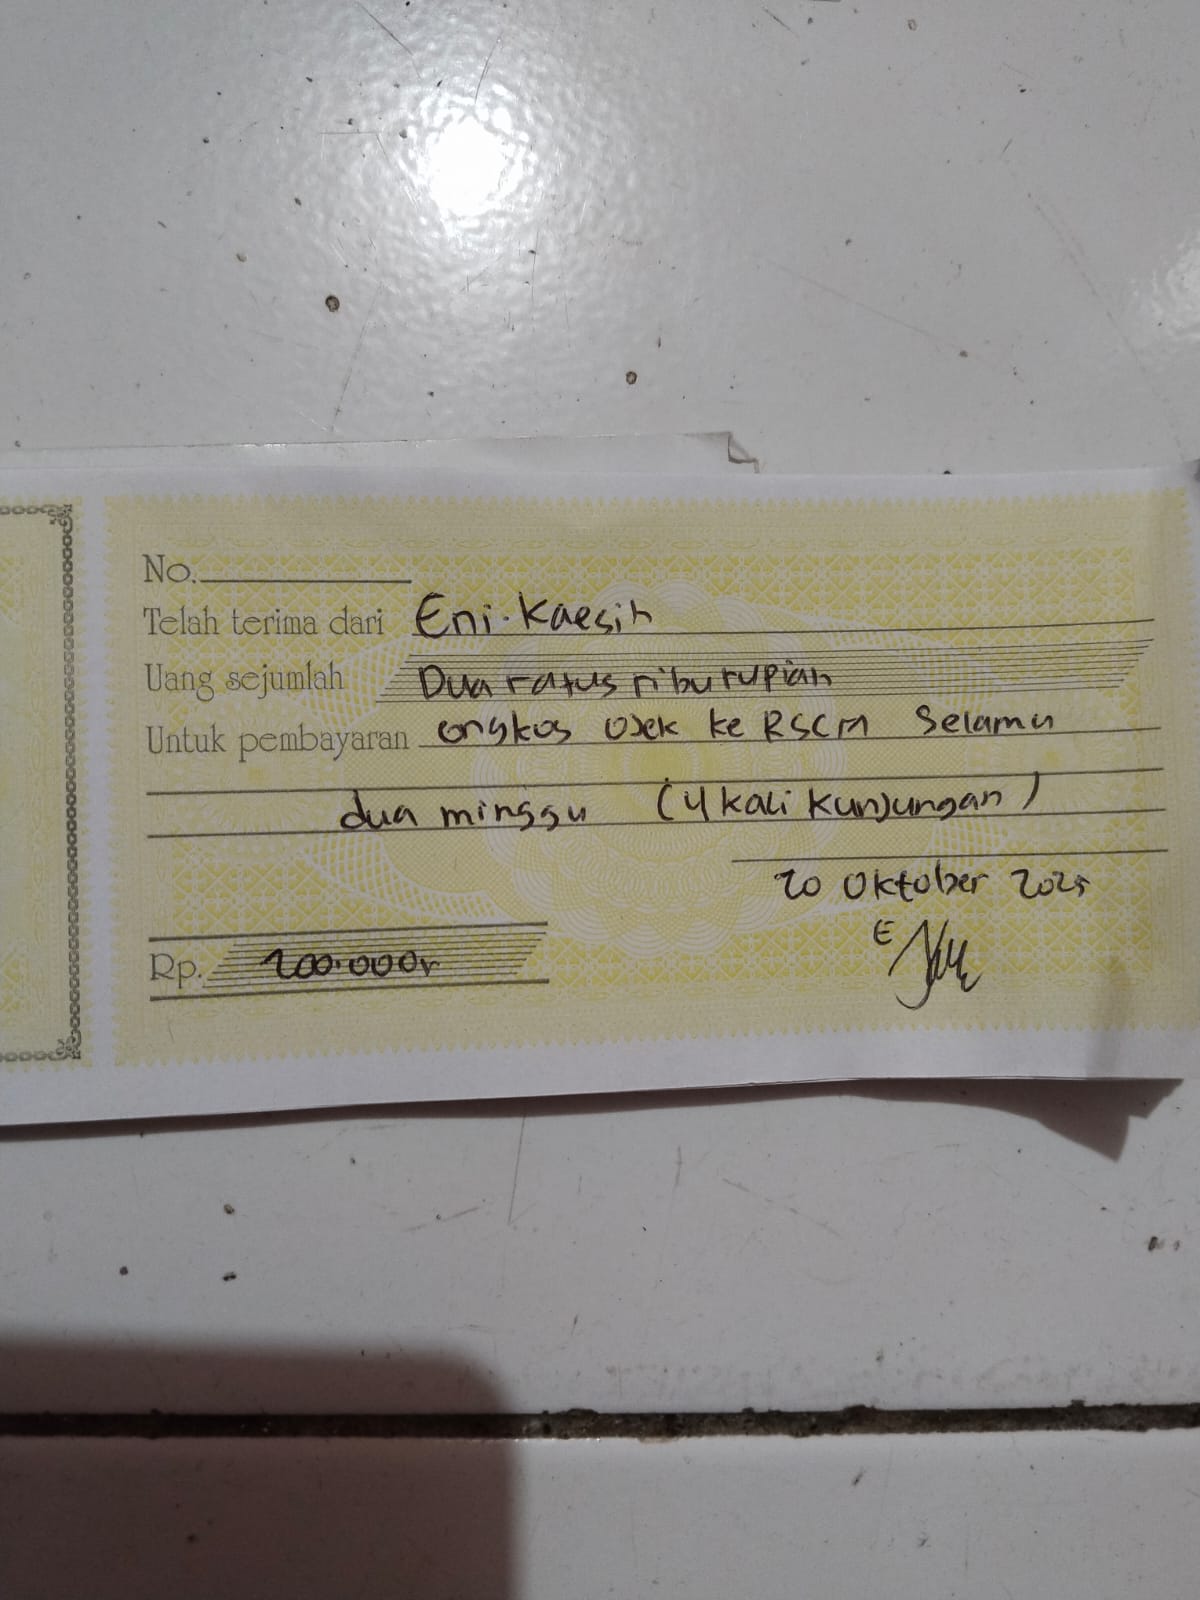 No.
Telah terima dari Eni. Kaesih
Uang sejumlah Dua ratus ribu rupiah
Untuk pembayaran ongkos ojek ke RSCM Selama
dua minggu (4 kali kunjungan)
20 Oktober 2025
Rp. 200.000,-